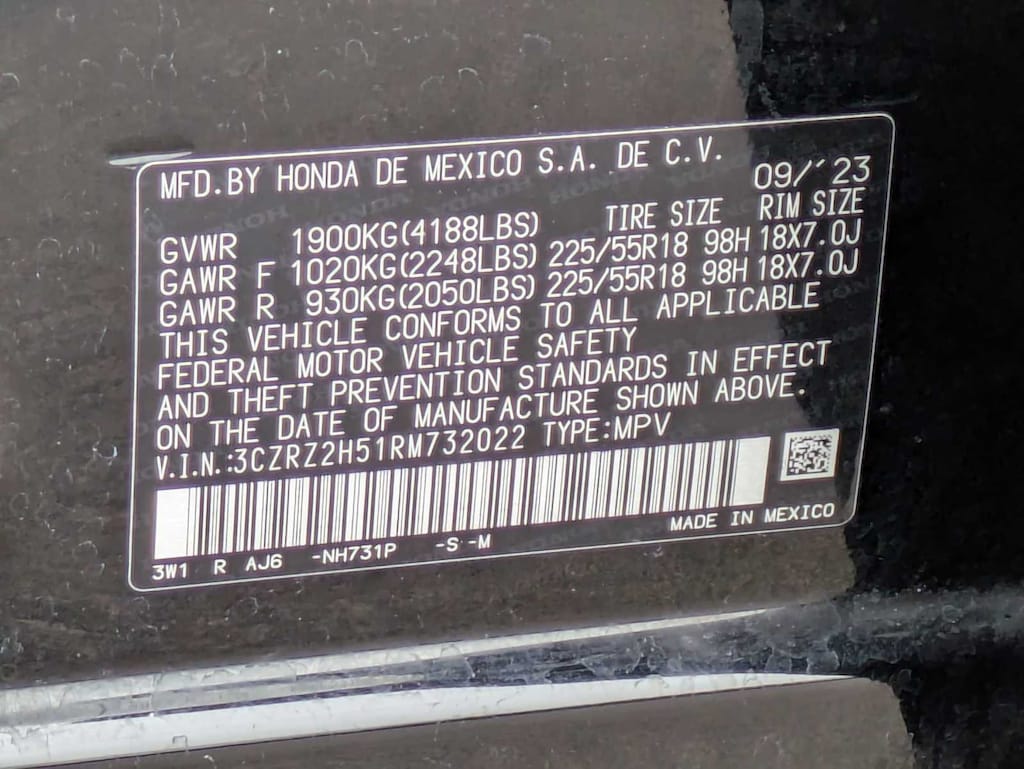 MFD.BY HONDA DE MEXICO S.A. DE C.V.
09/'23
TIRE SIZE RIM SIZE
GVWR 1900KG(4188LBS)
GAWR F 1020KG(2248LBS) 225/55R18 98H 18X7.0J
GAWR R 930KG(2050LBS) 225/55R18 98H 18X7.0J
THIS VEHICLE CONFORMS TO ALL APPLICABLE
FEDERAL MOTOR VEHICLE SAFETY
AND THEFT PREVENTION STANDARDS IN EFFECT
ON THE DATE OF MANUFACTURE SHOWN ABOVE.
V.I.N.:3CZRZ2H51RM732022 TYPE:MPV
3W1 R AJ6 -NH731P -S -M MADE IN MEXICO